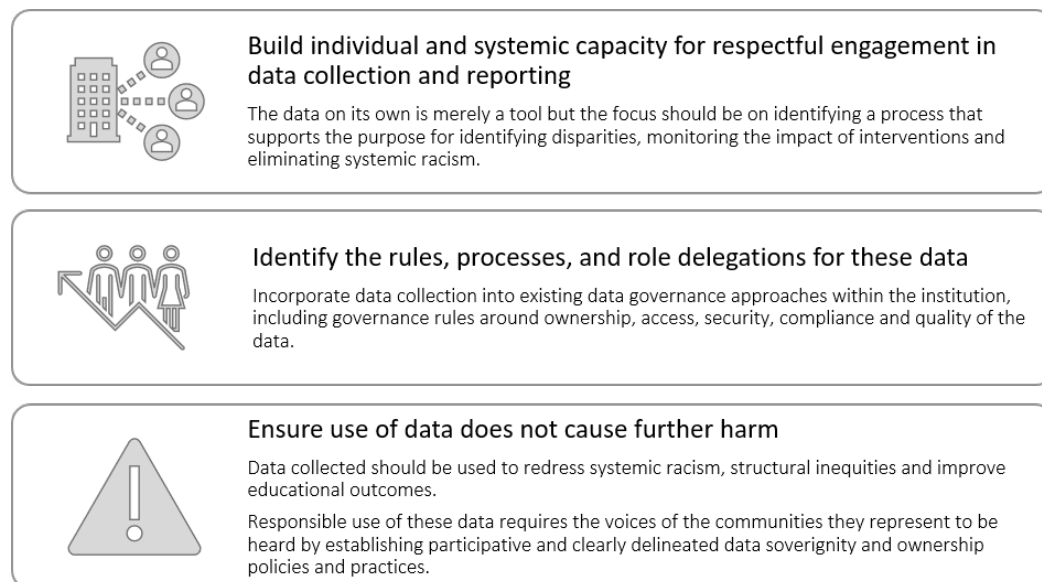 Build individual and systemic capacity for respectful engagement in
data collection and reporting
The data on its own is merely a tool but the focus should be on identifying a process that
supports the purpose for identifying disparities, monitoring the impact of interventions and
eliminating systemic racism.
Identify the rules, processes, and role delegations for these data
Incorporate data collection into existing data governance approaches within the institution,
including governance rules around ownership, access, security, compliance and quality of the
data.
Ensure use of data does not cause further harm
Data collected should be used to redress systemic racism, structural inequities and improve
educational outcomes.
Responsible use of these data requires the voices of the communities they represent to be
heard by establishing participative and clearly delineated data soverignity and ownership
policies and practices.